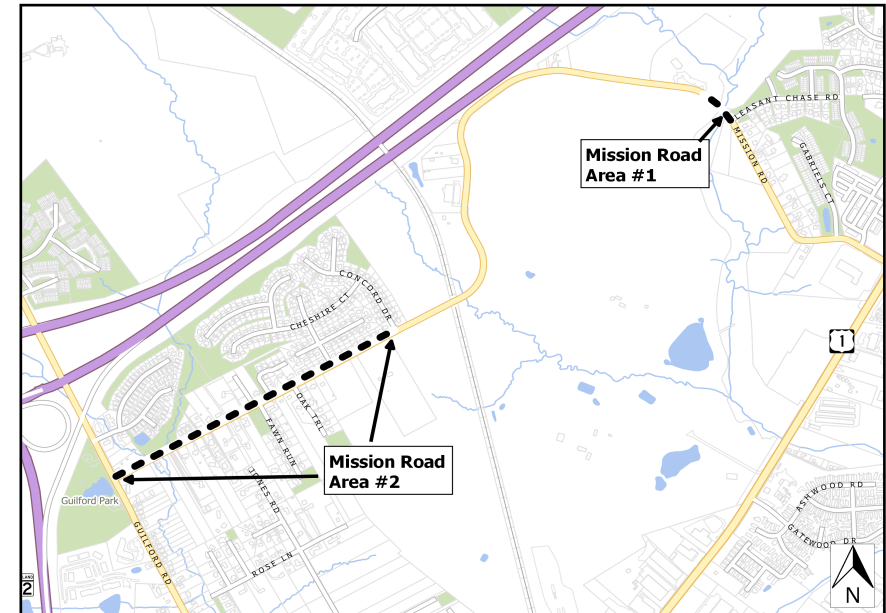 LEASANT CHASE RD
MISSION RD
GABRIELS CT
Mission Road
Area #1
CONCORD DR
CHESHIRE CT
1
OAK TRL
FAWN RUN
Mission Road
Area #2
JONES RD
Guilford Park
GUILFORD RD
ROSE LN
ASHWOOD RD
GATEWOOD DR
LAND
2
N